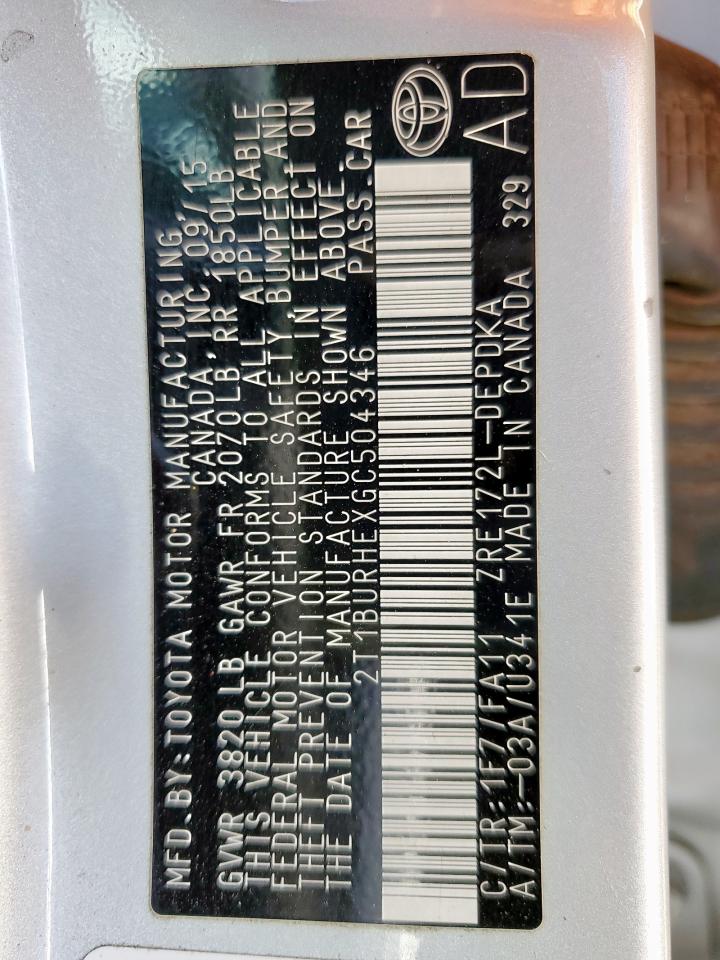 MFD.BY:TOYOTA MOTOR MANUFACTURING
CANADA, INC. 09/15
GVWR 3820LB GAWR FR 2070LB, RR 1850LB
THIS VEHICLE CONFORMS TO ALL APPLICABLE
FEDERAL MOTOR VEHICLE SAFETY, BUMPER AND
THEFT PREVENTION STANDARDS IN EFFECT ON
THE DATE OF MANUFACTURE SHOWN ABOVE.
2T1BURHEXGC504346 PASS.CAR
C/TR:1F7/FA11 ZRE172L-DEPDKA
A/TM:-03A/U341E MADE IN CANADA 329 AD